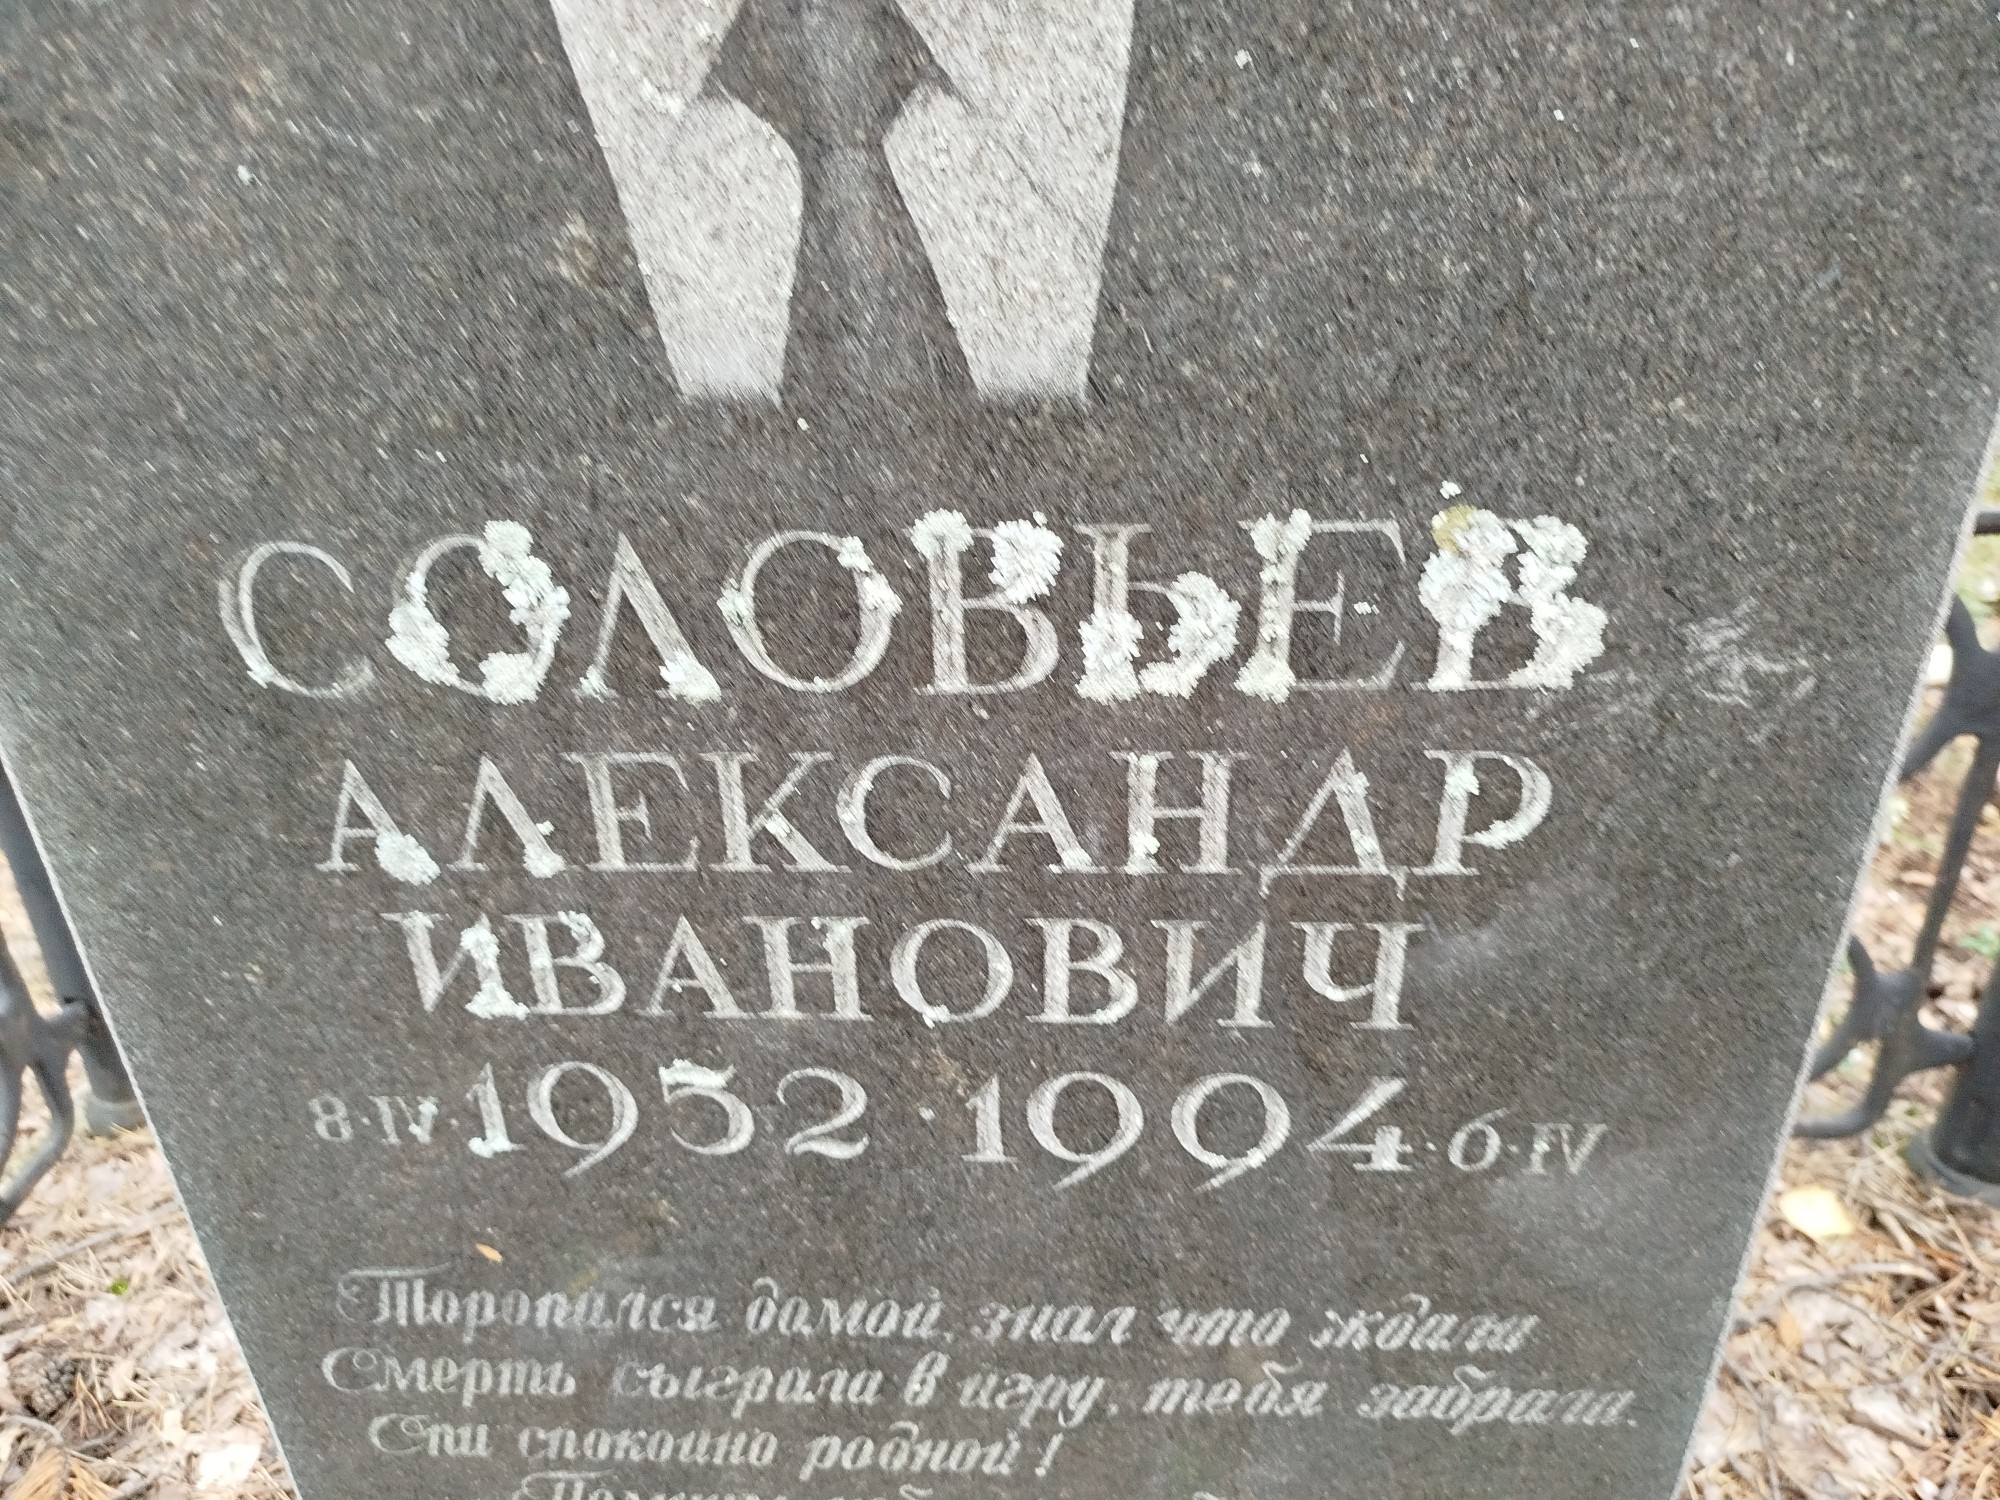 СОЛОВЬЕВ
АЛЕКСАНДР
ИВАНОВИЧ
8·IV·1952·1994·6·IV
Торопился домой, знал что ждали
Смерть сыграла в игру, тебя забрала.
Спи спокойно родной!